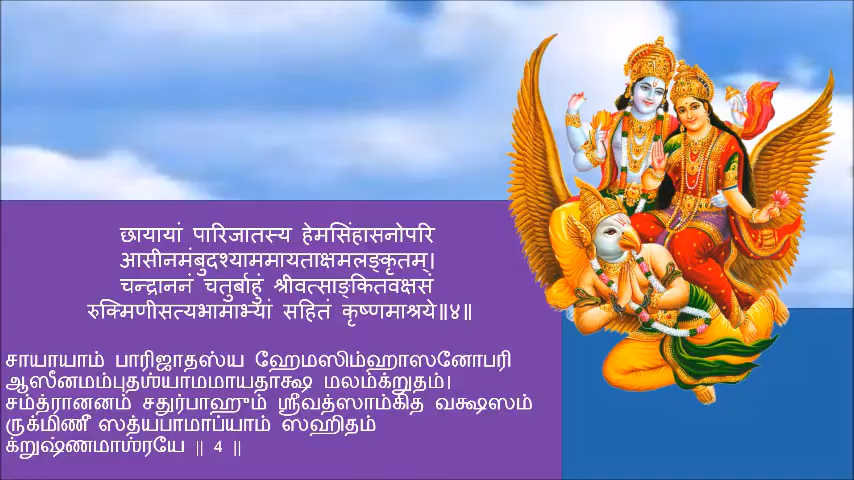 छायायां पारिजातस्य हेमसिंहासनोपरि
आसीनमंबुदश्याममायताक्षमलङ्कृतम्।
चन्द्राननं चतुर्बाहुं श्रीवत्साङ्कितवक्षसं
रुक्मिणीसत्यभामाभ्यां सहितं कृष्णमाश्रये॥४॥
சாயாயாம் பாரிஜாதஸ்ய ஹேமஸிம்ஹாஸனோபரி
ஆஸீனமம்புதஶ்யாமமாயதாக்ஷ மலம்க்றுதம்।
சம்த்ரானனம் சதுர்பாஹும் ஶ்ரீவத்ஸாம்கித வக்ஷஸம்
ருக்மிணீ ஸத்யபாமாப்யாம் ஸஹிதம்
க்றுஷ்ணமாஶ்ரயே || 4 ||